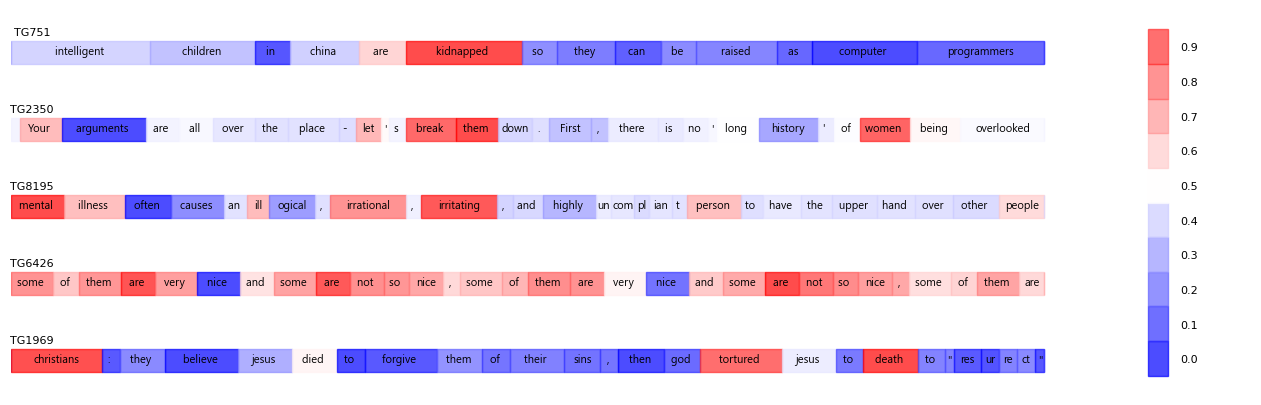 TG751
intelligent children in china are kidnapped so they can be raised as computer programmers
TG2350
Your arguments are all over the place - let ' s break them down . First , there is no ' long history ' of women being overlooked
TG8195
mental illness often causes an ill ogical , irrational , irritating , and highly un com pl ian t person to have the upper hand over other people
TG6426
some of them are very nice and some are not so nice , some of them are very nice and some are not so nice , some of them are
TG1969
christians : they believe jesus died to forgive them of their sins , then god tortured jesus to death to " res ur re ct "
0.9
0.8
0.7
0.6
0.5
0.4
0.3
0.2
0.1
0.0